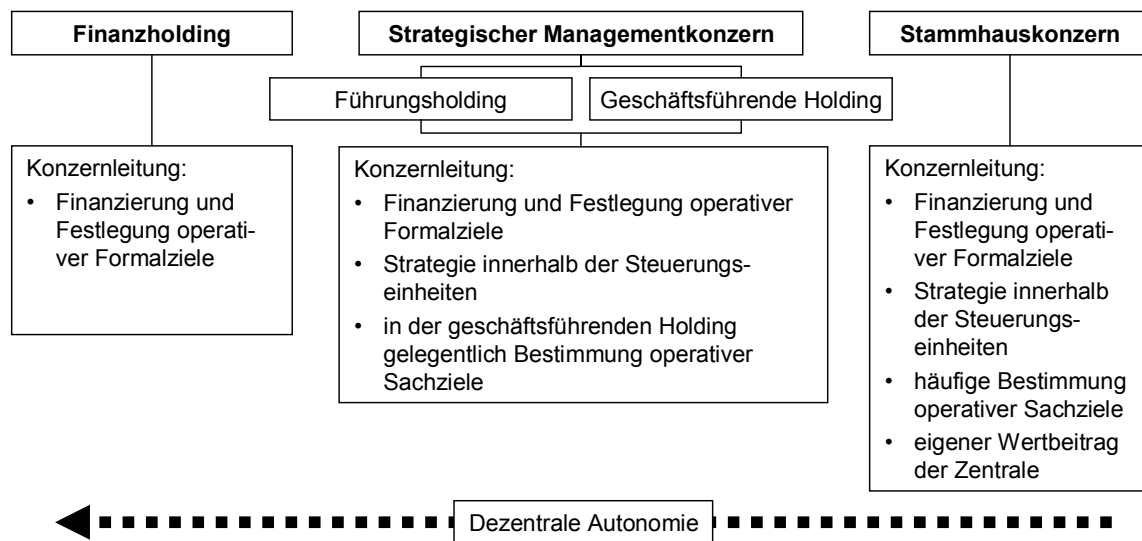 Finanzholding
Strategischer Managementkonzern
Stammhauskonzern
Führungsholding
Geschäftsführende Holding
Konzernleitung:
• Finanzierung und
Festlegung operati-
ver Formalziele
Konzernleitung:
• Finanzierung und Festlegung operativer
Formalziele
• Strategie innerhalb der Steuerungs-
einheiten
• in der geschäftsführenden Holding
gelegentlich Bestimmung operativer
Sachziele
Konzernleitung:
• Finanzierung und
Festlegung operati-
ver Formalziele
• Strategie innerhalb
der Steuerungs-
einheiten
• häufige Bestimmung
operativer Sachziele
• eigener Wertbeitrag
der Zentrale
Dezentrale Autonomie